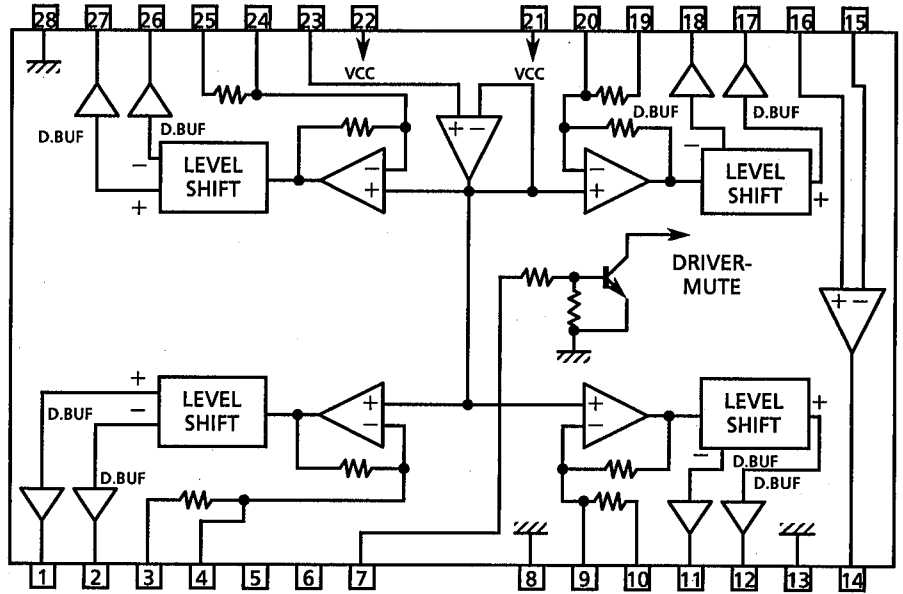 28 27 26 25 24 23 22 21 20 19 18 17 16 15
VCC VCC
D.BUF D.BUF D.BUF D.BUF
+ − + −
− LEVEL SHIFT +
− +
− +
− LEVEL SHIFT +
DRIVER-
MUTE
+ −
+ − LEVEL SHIFT
+ −
+ −
LEVEL SHIFT + −
D.BUF D.BUF D.BUF D.BUF
1 2 3 4 5 6 7 8 9 10 11 12 13 14